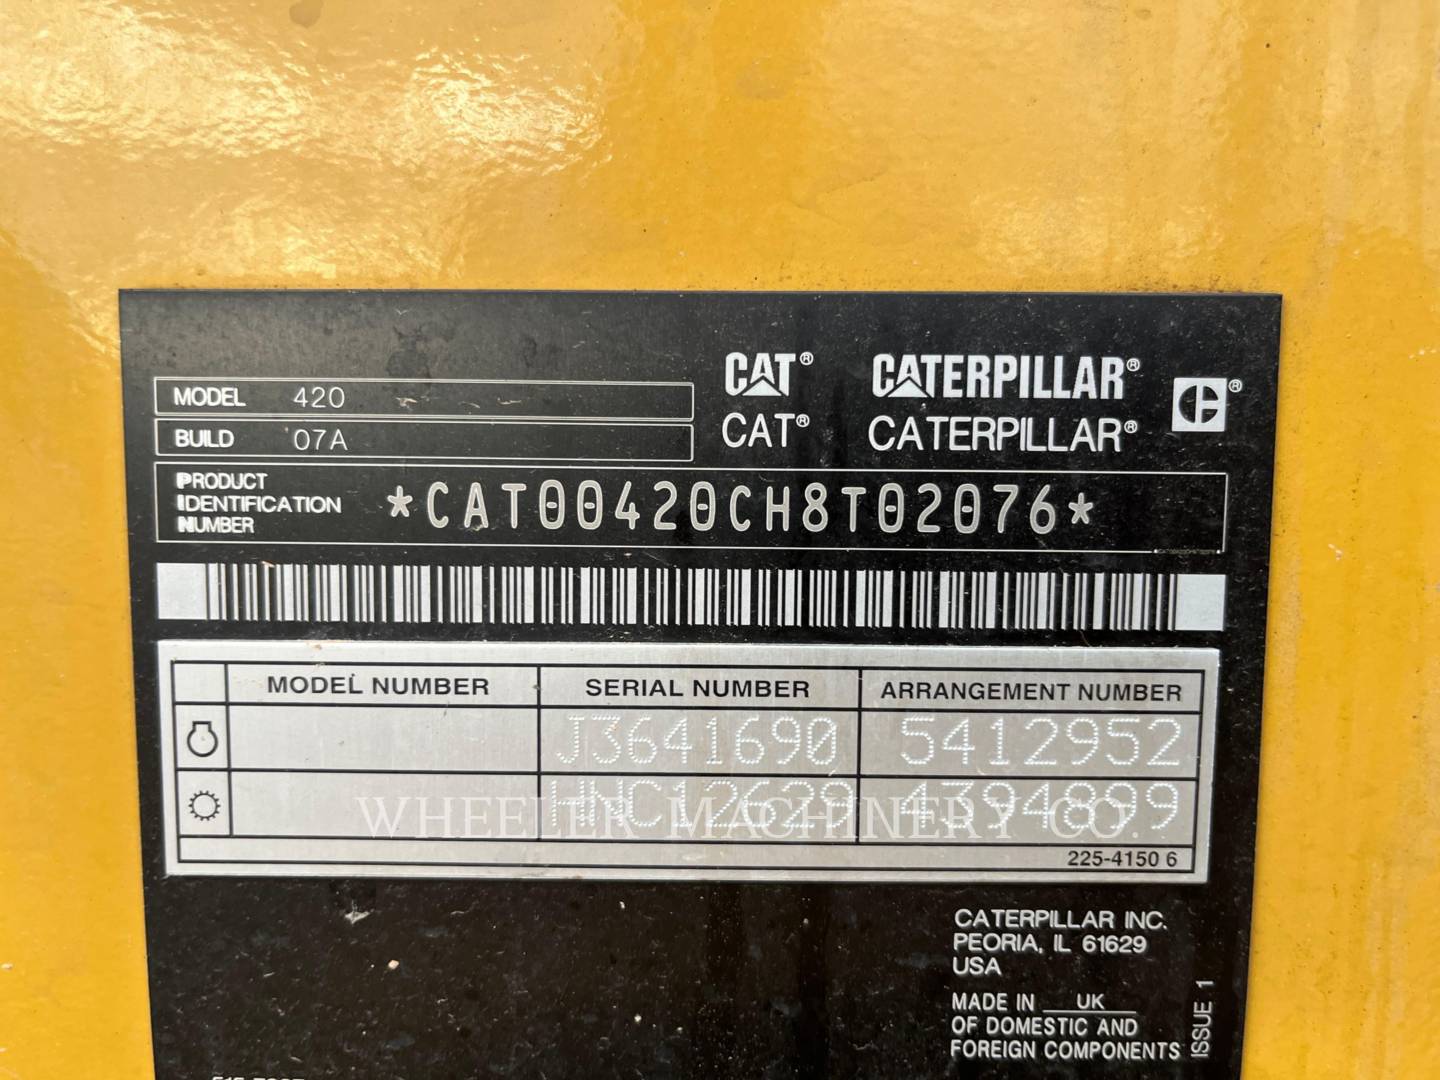 CAT® CATERPILLAR®
MODEL 420
CAT® CATERPILLAR® ®
BUILD 07A
PRODUCT
IDENTIFICATION
NUMBER
*CAT00420CH8T02076*
MODEL NUMBER SERIAL NUMBER ARRANGEMENT NUMBER
J3641690 5412952
HNC12629 4394899
WHEELER MACHINERY CO.
225-4150 6
CATERPILLAR INC.
PEORIA, IL 61629
USA
MADE IN UK
OF DOMESTIC AND
FOREIGN COMPONENTS
ISSUE 1